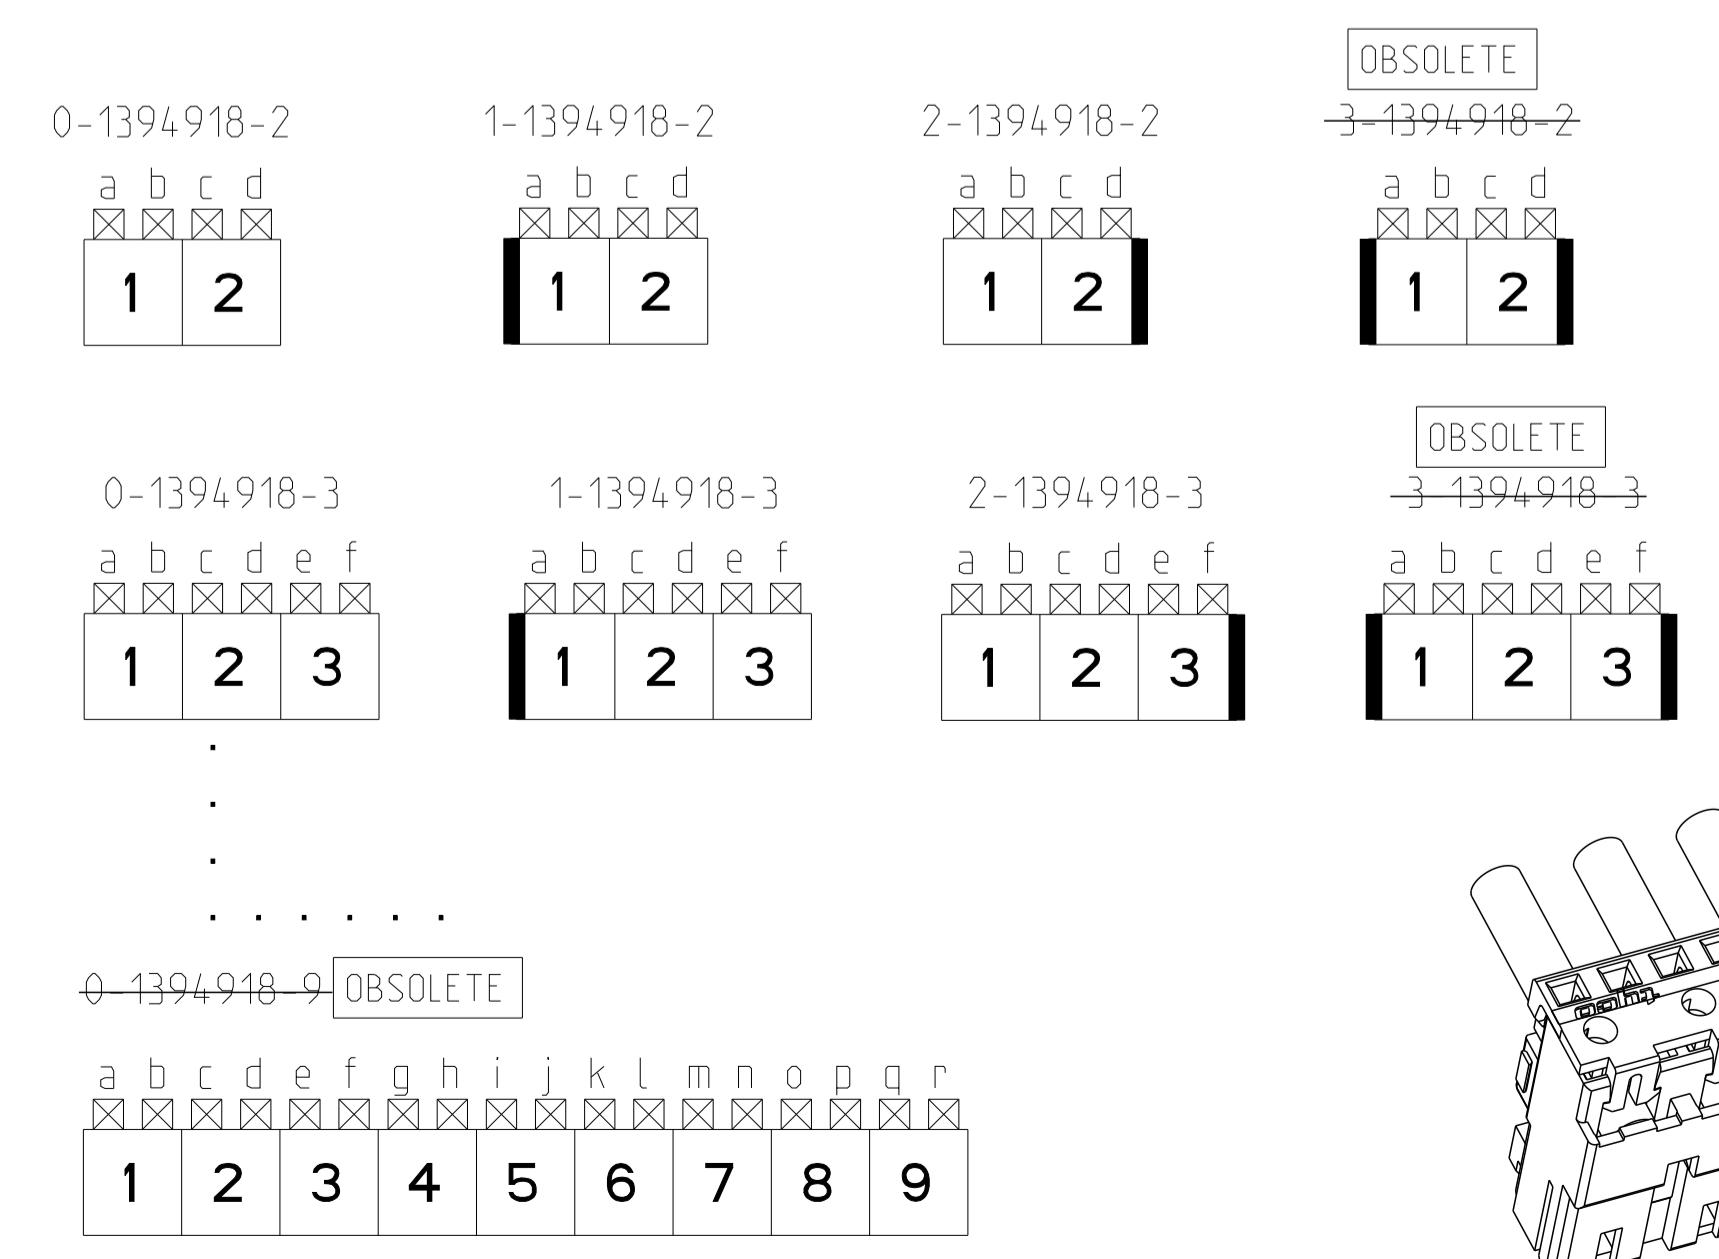 OBSOLETE
0-1394918-2 1-1394918-2 2-1394918-2 3-1394918-2
a b c d a b c d a b c d a b c d
1 2 1 2 1 2 1 2
OBSOLETE
0-1394918-3 1-1394918-3 2-1394918-3 3-1394918-3
a b c d e f a b c d e f a b c d e f a b c d e f
1 2 3 1 2 3 1 2 3 1 2 3
0-1394918-9 OBSOLETE
a b c d e f g h i j k l m n o p q r
1 2 3 4 5 6 7 8 9